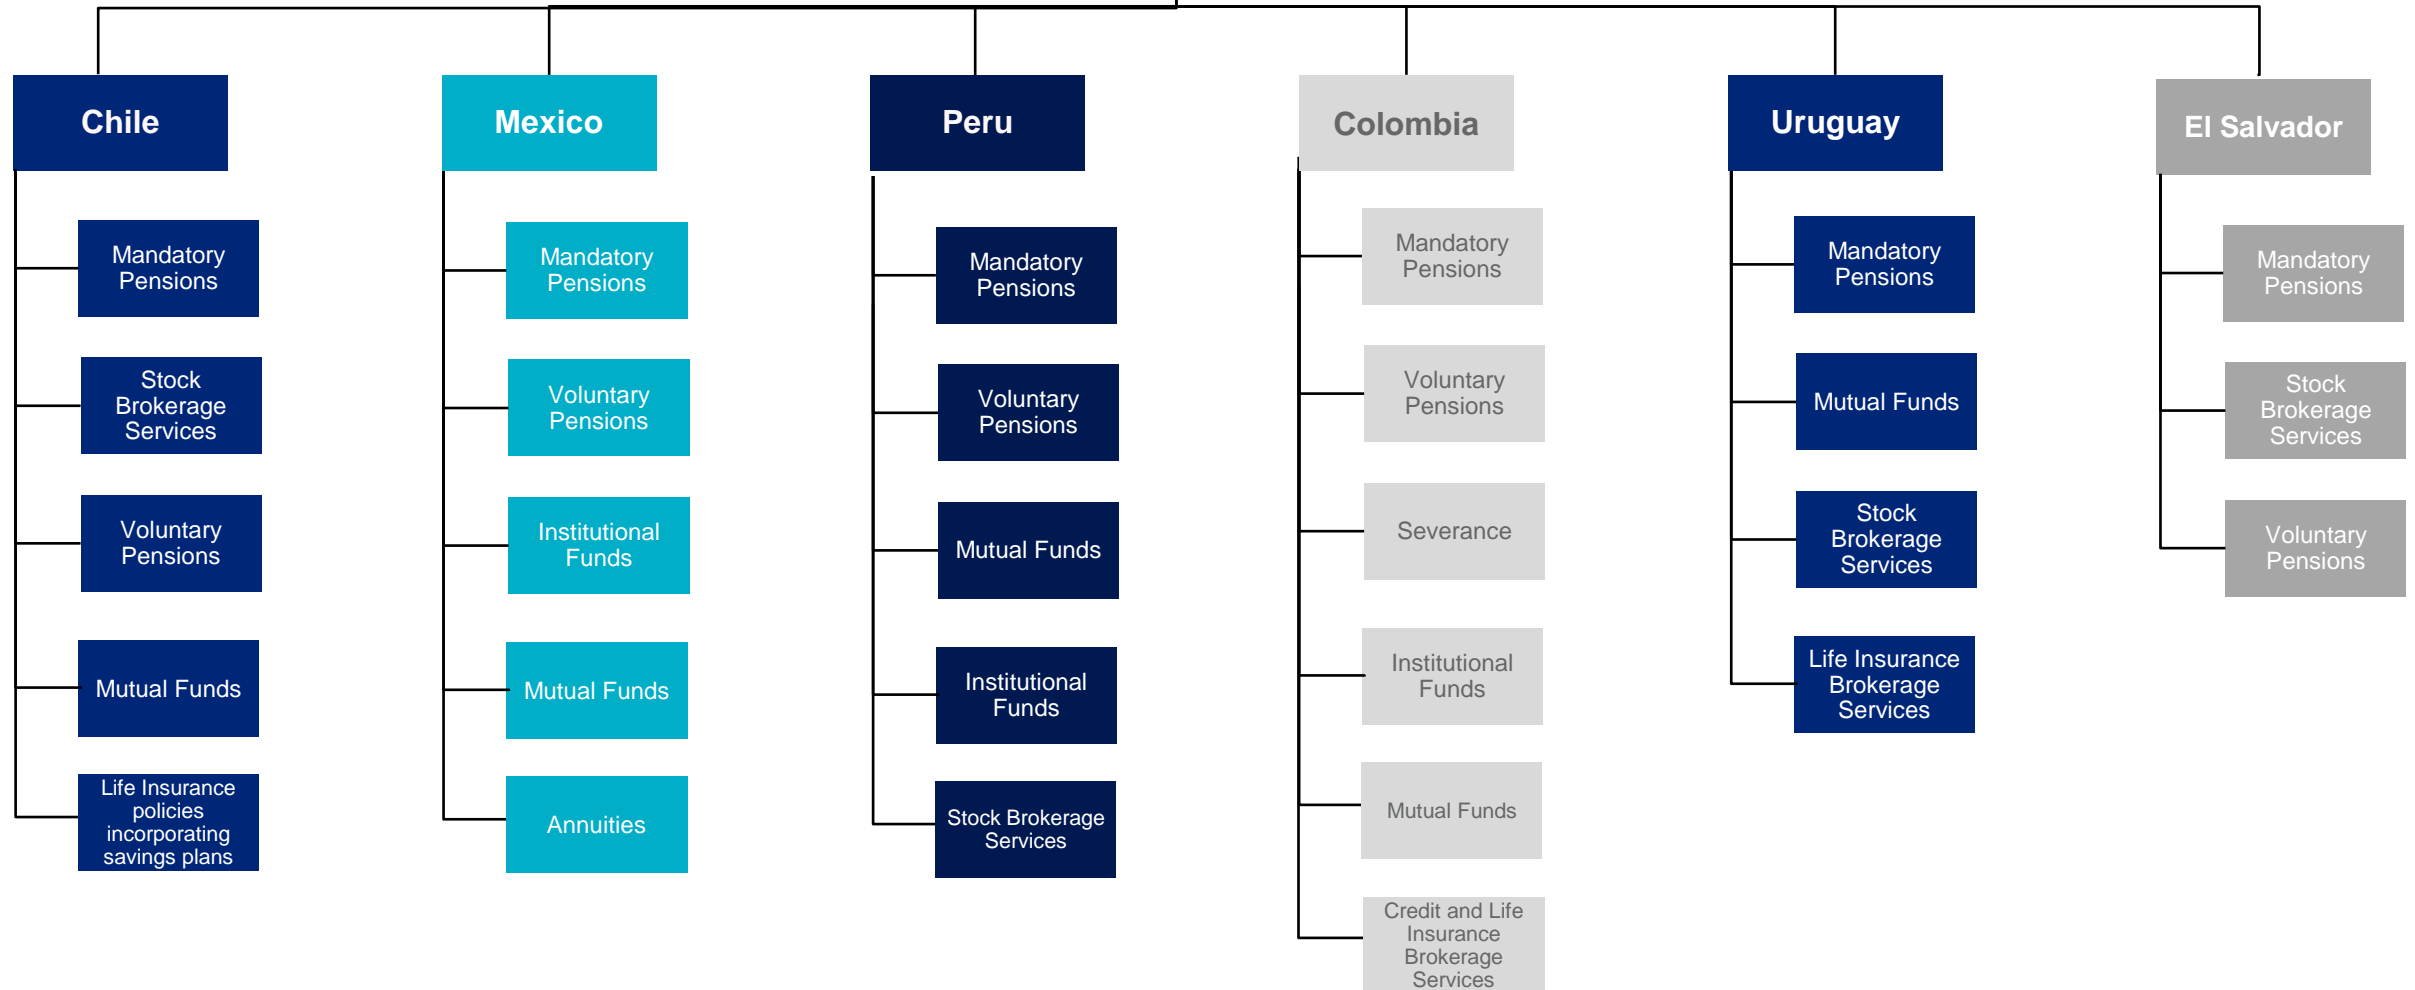 Chile
Mandatory
Pensions
Stock
Brokerage
Services
Voluntary
Pensions
Mutual Funds
Life Insurance
policies
incorporating
savings plans
Mexico
Mandatory
Pensions
Voluntary
Pensions
Institutional
Funds
Mutual Funds
Annuities
Peru
Mandatory
Pensions
Voluntary
Pensions
Mutual Funds
Institutional
Funds
Stock Brokerage
Services
Colombia
Mandatory
Pensions
Voluntary
Pensions
Severance
Institutional
Funds
Mutual Funds
Credit and Life
Insurance
Brokerage
Services
Uruguay
Mandatory
Pensions
Mutual Funds
Stock
Brokerage
Services
Life Insurance
Brokerage
Services
El Salvador
Mandatory
Pensions
Stock
Brokerage
Services
Voluntary
Pensions